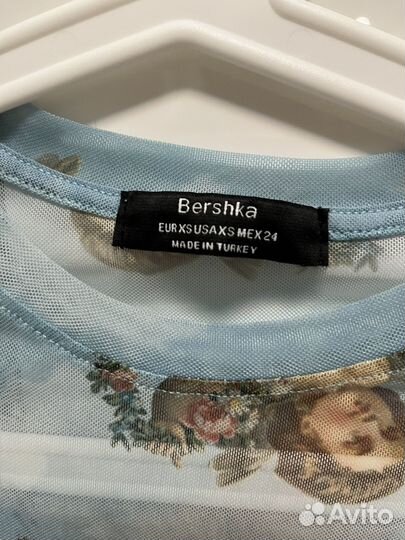 Bershka
EUR XS USA XS MEX 24
MADE IN TURKEY
Avito